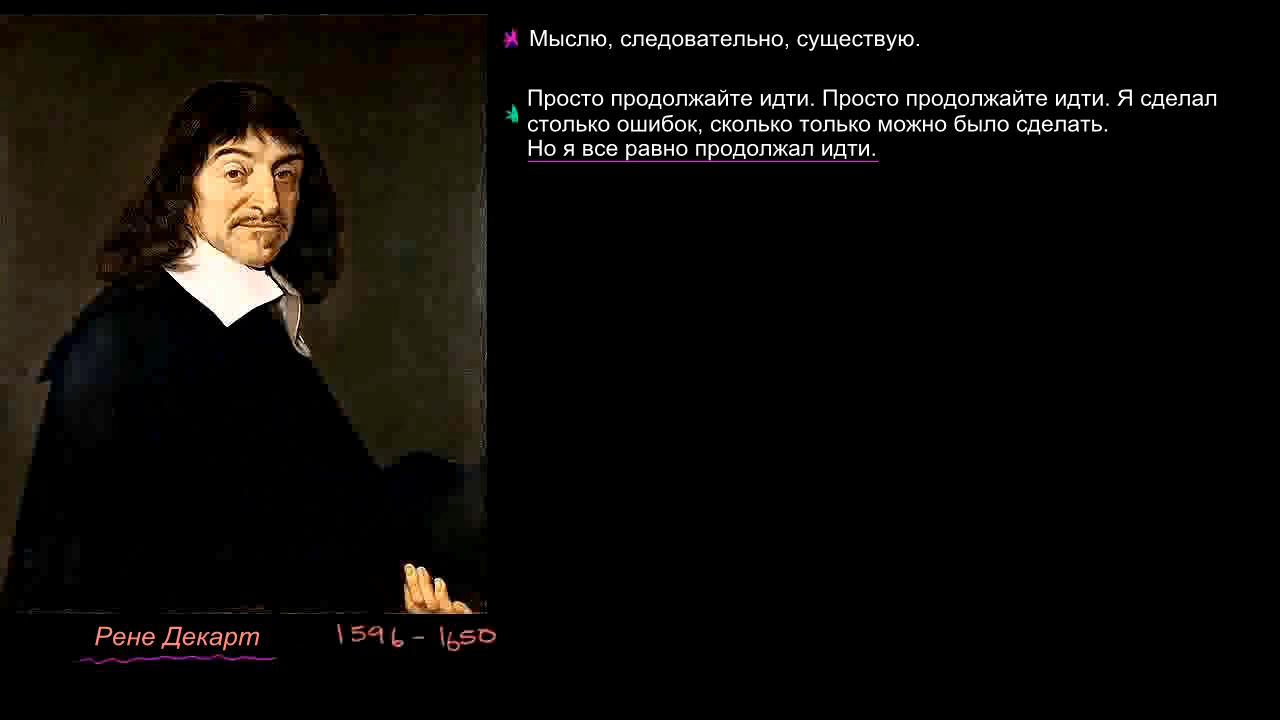 Мыслю, следовательно, существую.
Просто продолжайте идти. Просто продолжайте идти. Я сделал
столько ошибок, сколько только можно было сделать.
Но я все равно продолжал идти.
Рене Декарт 1596 - 1650